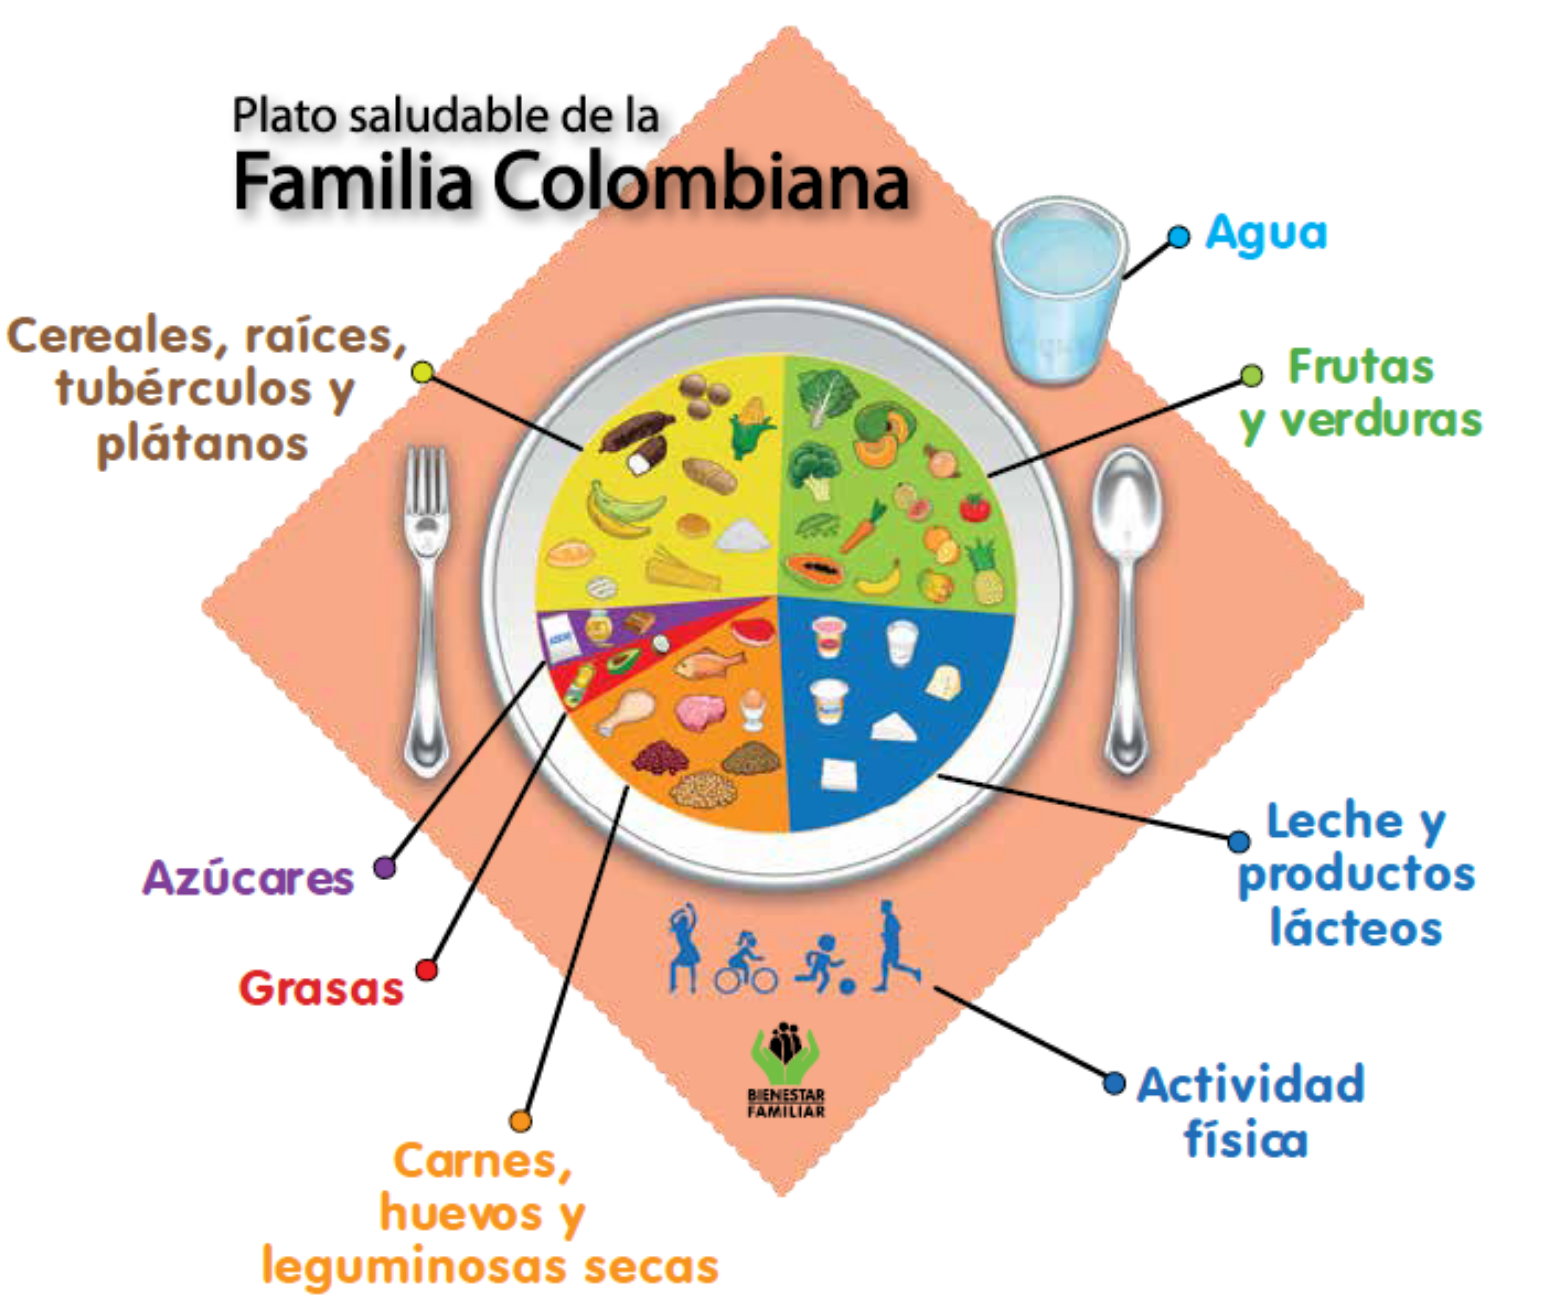 Plato saludable de la
Familia Colombiana
Agua
Cereales, raíces,
tubérculos y
plátanos
Frutas
y verduras
Leche y
productos
lácteos
Azúcares
Grasas
Actividad
física
BIENESTAR
FAMILIAR
Carnes,
huevos y
leguminosas secas